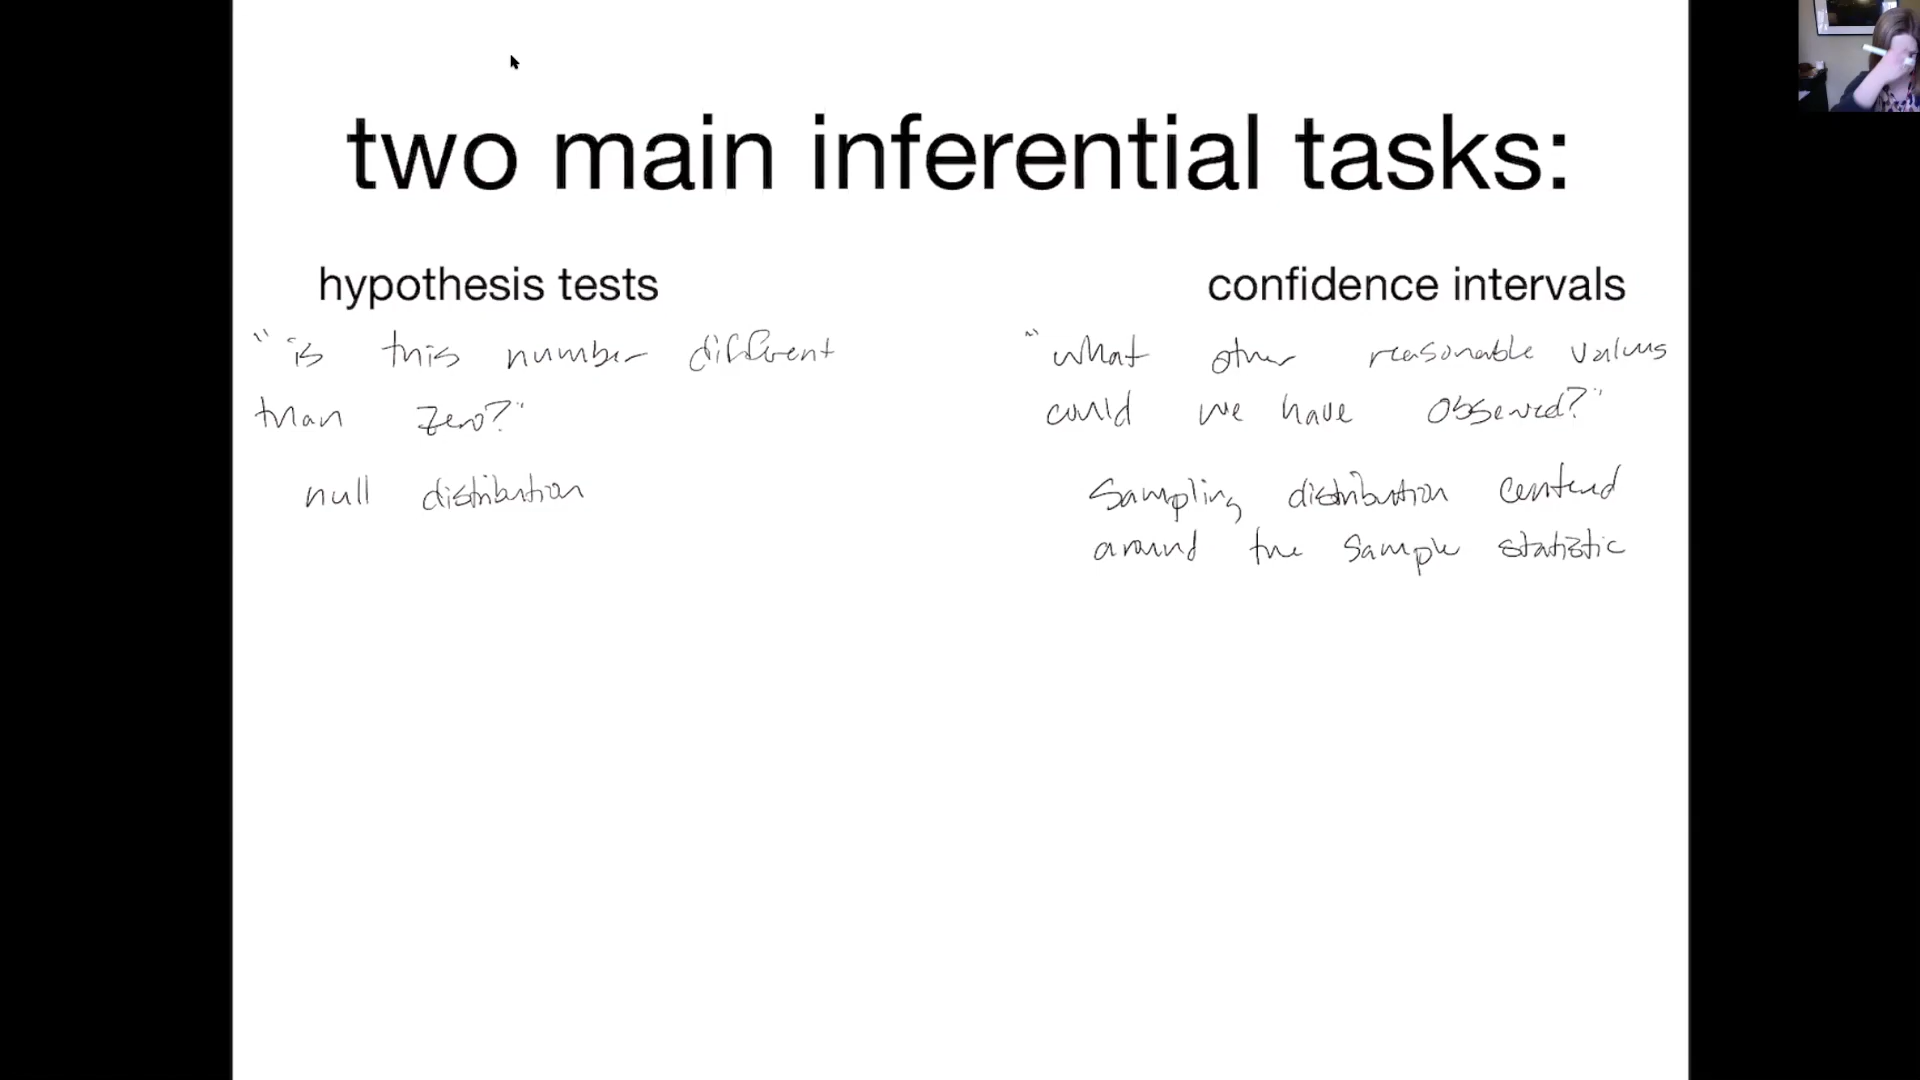 two main inferential tasks:
hypothesis tests
"is this number different
than zero?"
null distribution
confidence intervals
"what other reasonable values
could we have observed?"
sampling distribution centered
around the sample statistic